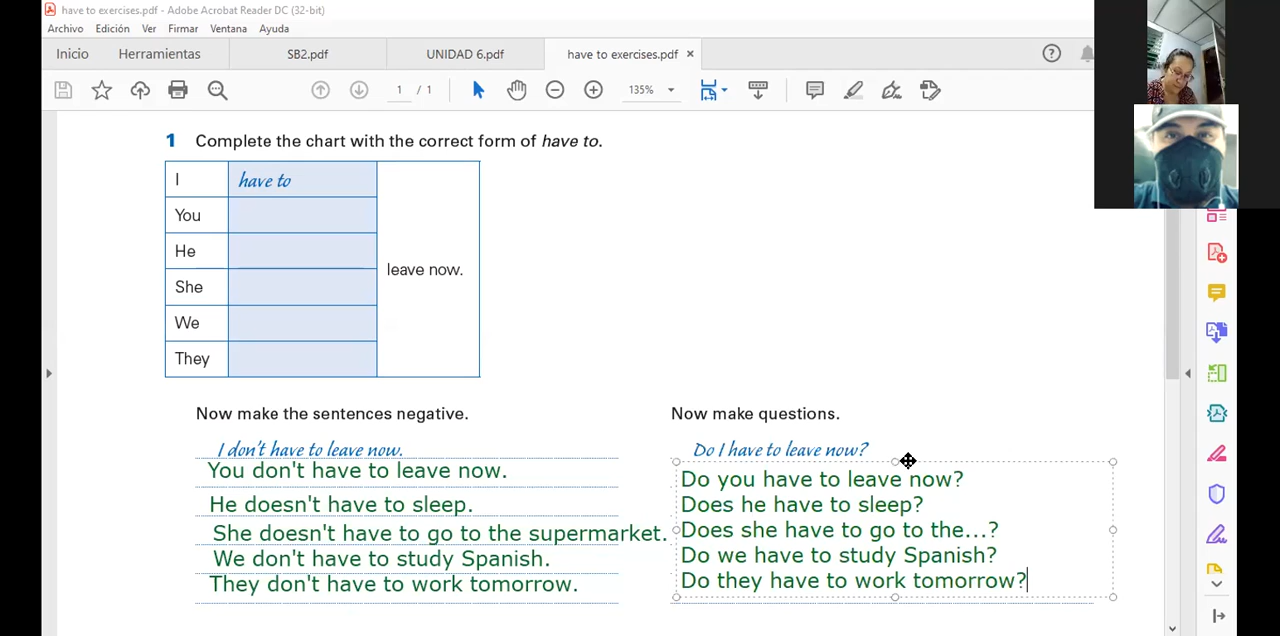 have to exercises.pdf - Adobe Acrobat Reader DC (32-bit)
Archivo Edición Ver Firmar Ventana Ayuda
Inicio Herramientas SB2.pdf UNIDAD 6.pdf have to exercises.pdf ×
1 / 1 135%
1 Complete the chart with the correct form of have to.
I have to
You
He
leave now.
She
We
They
Now make the sentences negative.
I don't have to leave now.
You don't have to leave now.
He doesn't have to sleep.
She doesn't have to go to the supermarket.
We don't have to study Spanish.
They don't have to work tomorrow.
Now make questions.
Do I have to leave now?
Do you have to leave now?
Does he have to sleep?
Does she have to go to the...?
Do we have to study Spanish?
Do they have to work tomorrow?